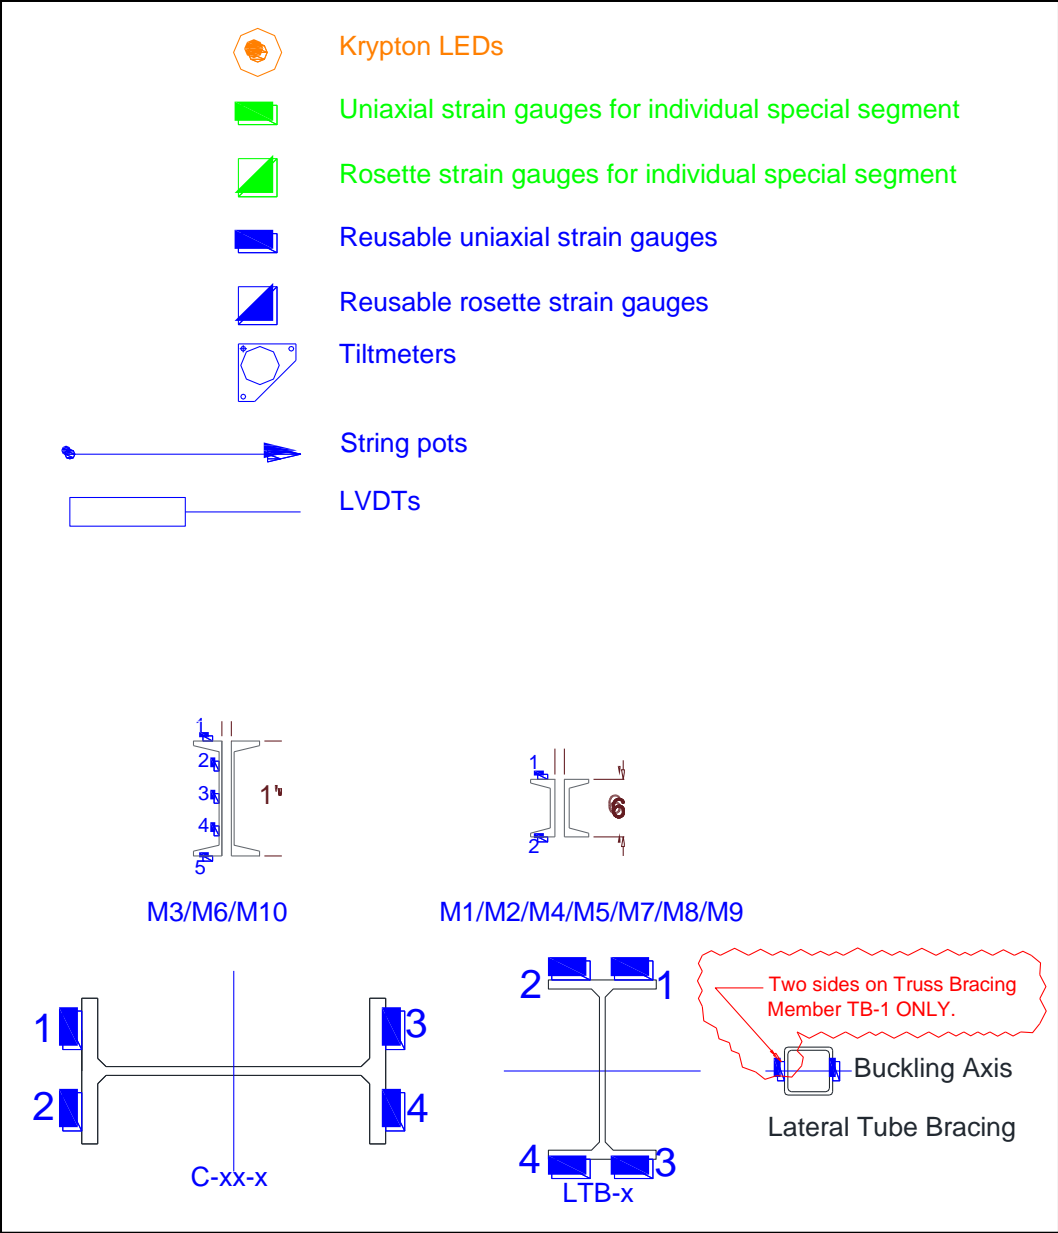 Krypton LEDs
Uniaxial strain gauges for individual special segment
Rosette strain gauges for individual special segment
Reusable uniaxial strain gauges
Reusable rosette strain gauges
Tiltmeters
String pots
LVDTs
1
2
3
4
5
1"
M3/M6/M10
1
2
6
M1/M2/M4/M5/M7/M8/M9
1
2
3
4
C-xx-x
2
1
4
3
LTB-x
Two sides on Truss Bracing
Member TB-1 ONLY.
Buckling Axis
Lateral Tube Bracing